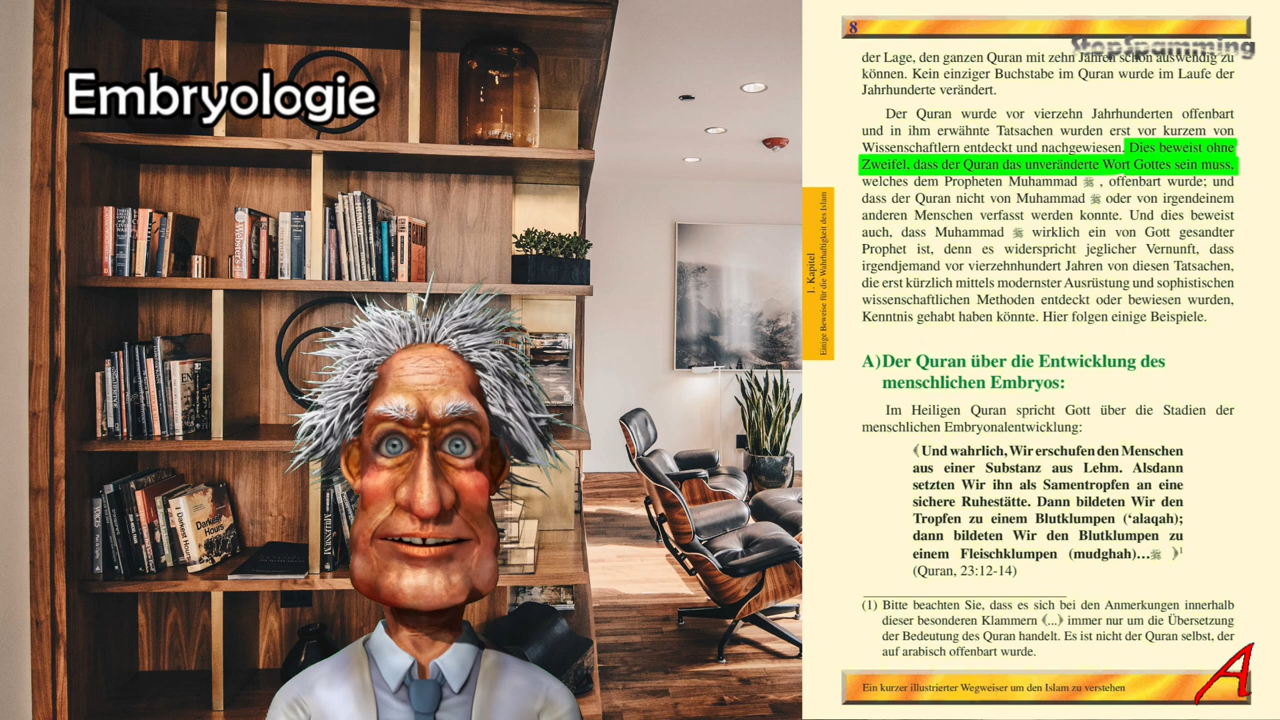 Embryologie
8
StopSpamming
der Lage, den ganzen Quran mit zehn Jahren schon auswendig zu
können. Kein einziger Buchstabe im Quran wurde im Laufe der
Jahrhunderte verändert.
Der Quran wurde vor vierzehn Jahrhunderten offenbart
und in ihm erwähnte Tatsachen wurden erst vor kurzem von
Wissenschaftlern entdeckt und nachgewiesen. Dies beweist ohne
Zweifel, dass der Quran das unveränderte Wort Gottes sein muss,
welches dem Propheten Muhammad ﷺ , offenbart wurde; und
dass der Quran nicht von Muhammad ﷺ oder von irgendeinem
anderen Menschen verfasst werden konnte. Und dies beweist
auch, dass Muhammad ﷺ wirklich ein von Gott gesandter
Prophet ist, denn es widerspricht jeglicher Vernunft, dass
irgendjemand vor vierzehnhundert Jahren von diesen Tatsachen,
die erst kürzlich mittels modernster Ausrüstung und sophistischen
wissenschaftlichen Methoden entdeckt oder bewiesen wurden,
Kenntnis gehabt haben könnte. Hier folgen einige Beispiele.
1. Kapitel
Einige Beweise für die Wahrhaftigkeit des Islam
A) Der Quran über die Entwicklung des
menschlichen Embryos:
Im Heiligen Quran spricht Gott über die Stadien der
menschlichen Embryonalentwicklung:
﴾Und wahrlich, Wir erschufen den Menschen
aus einer Substanz aus Lehm. Alsdann
setzten Wir ihn als Samentropfen an eine
sichere Ruhestätte. Dann bildeten Wir den
Tropfen zu einem Blutklumpen (‘alaqah);
dann bildeten Wir den Blutklumpen zu
einem Fleischklumpen (mudghah)…ﷺ ﴿1
(Quran, 23:12-14)
(1) Bitte beachten Sie, dass es sich bei den Anmerkungen innerhalb
dieser besonderen Klammern ﴾...﴿ immer nur um die Übersetzung
der Bedeutung des Quran handelt. Es ist nicht der Quran selbst, der
auf arabisch offenbart wurde.
Ein kurzer illustrierter Wegweiser um den Islam zu verstehen
A
Darkest
Hours